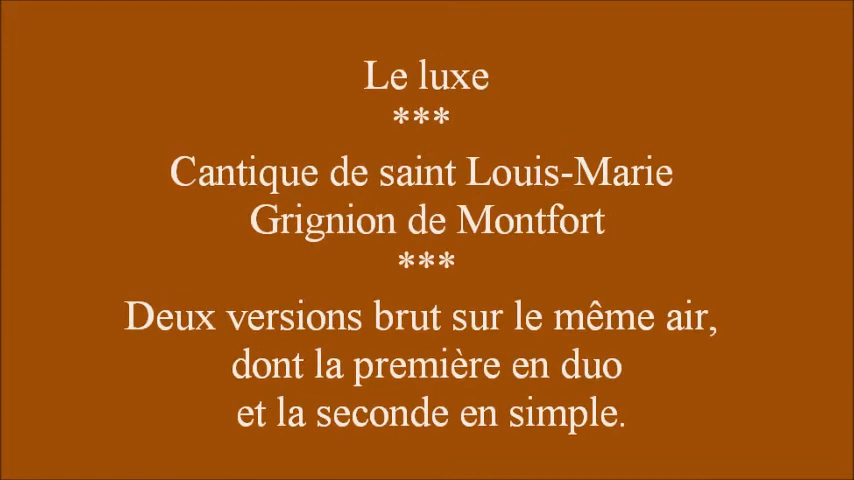 Le luxe
***
Cantique de saint Louis-Marie
Grignion de Montfort
***
Deux versions brut sur le même air,
dont la première en duo
et la seconde en simple.